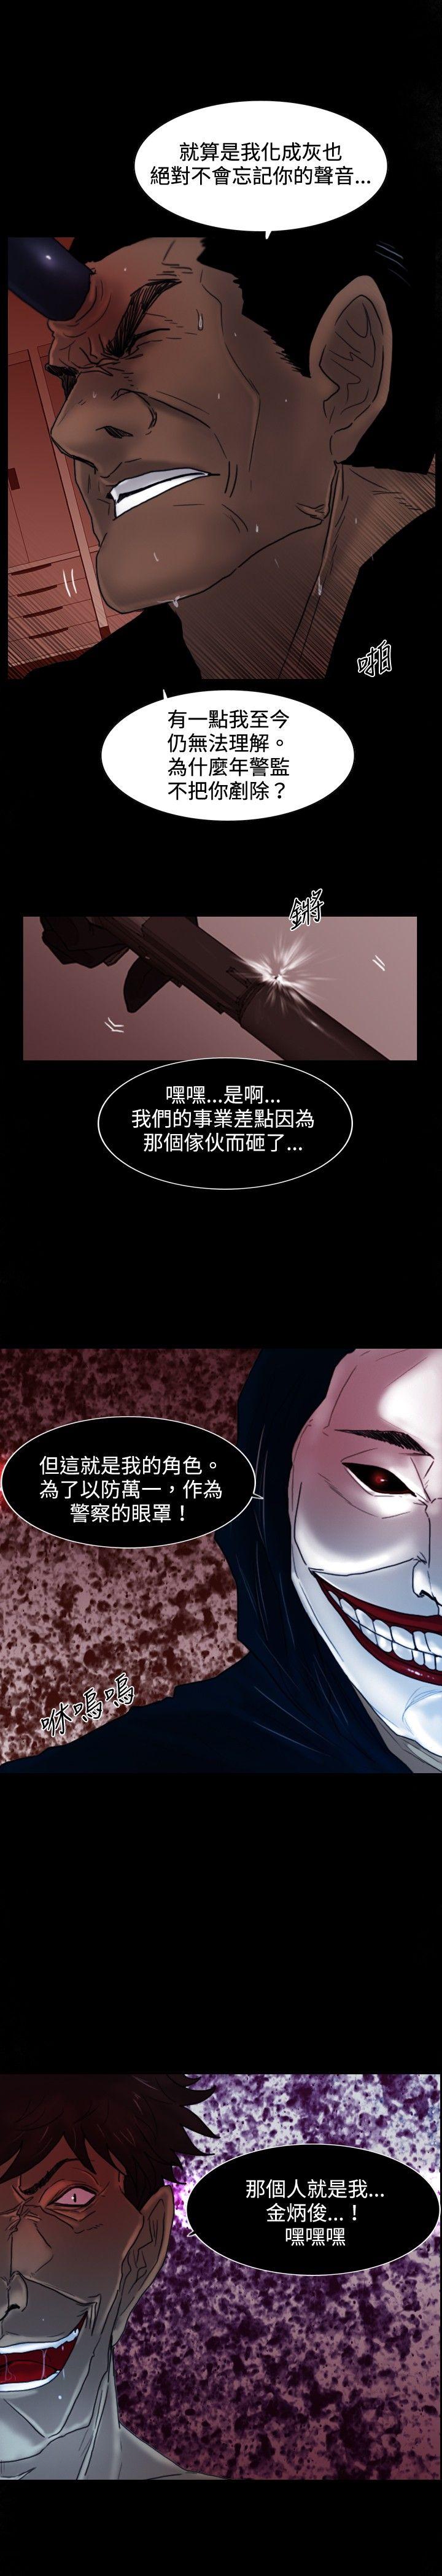 就算是我化成灰也
絕對不會忘記你的聲音...
啪
有一點我至今
仍無法理解。
為什麼年警監
不把你剷除？
鏘
嘿嘿...是啊...
我們的事業差點因為
那個傢伙而砸了...
但這就是我的角色。
為了以防萬一，作為
警察的眼罩！
咻嗚嗚
那個人就是我...
金炳俊...！
嘿嘿嘿